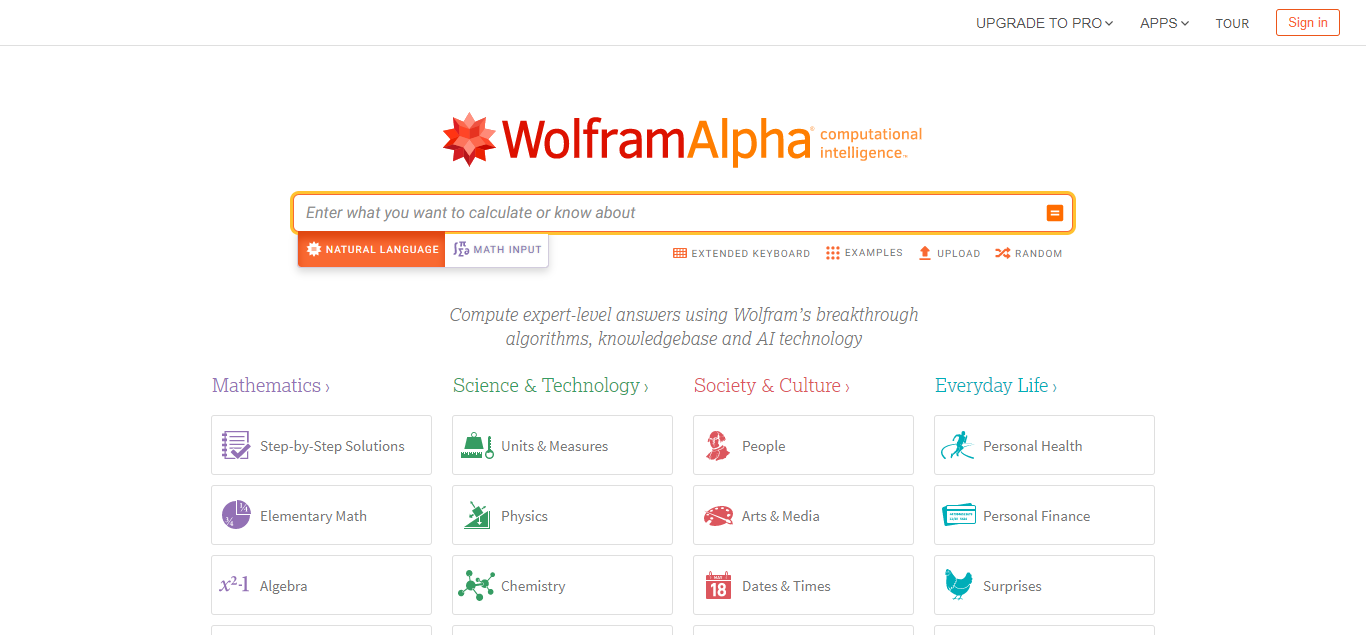 UPGRADE TO PRO APPS TOUR Sign in
WolframAlpha® computational
intelligence™
Enter what you want to calculate or know about
NATURAL LANGUAGE MATH INPUT EXTENDED KEYBOARD EXAMPLES UPLOAD RANDOM
Compute expert-level answers using Wolfram’s breakthrough
algorithms, knowledgebase and AI technology
Mathematics › Science & Technology › Society & Culture › Everyday Life ›
Step-by-Step Solutions Units & Measures People Personal Health
Elementary Math Physics Arts & Media Personal Finance
x²-1 Algebra Chemistry MAY 18 Dates & Times Surprises